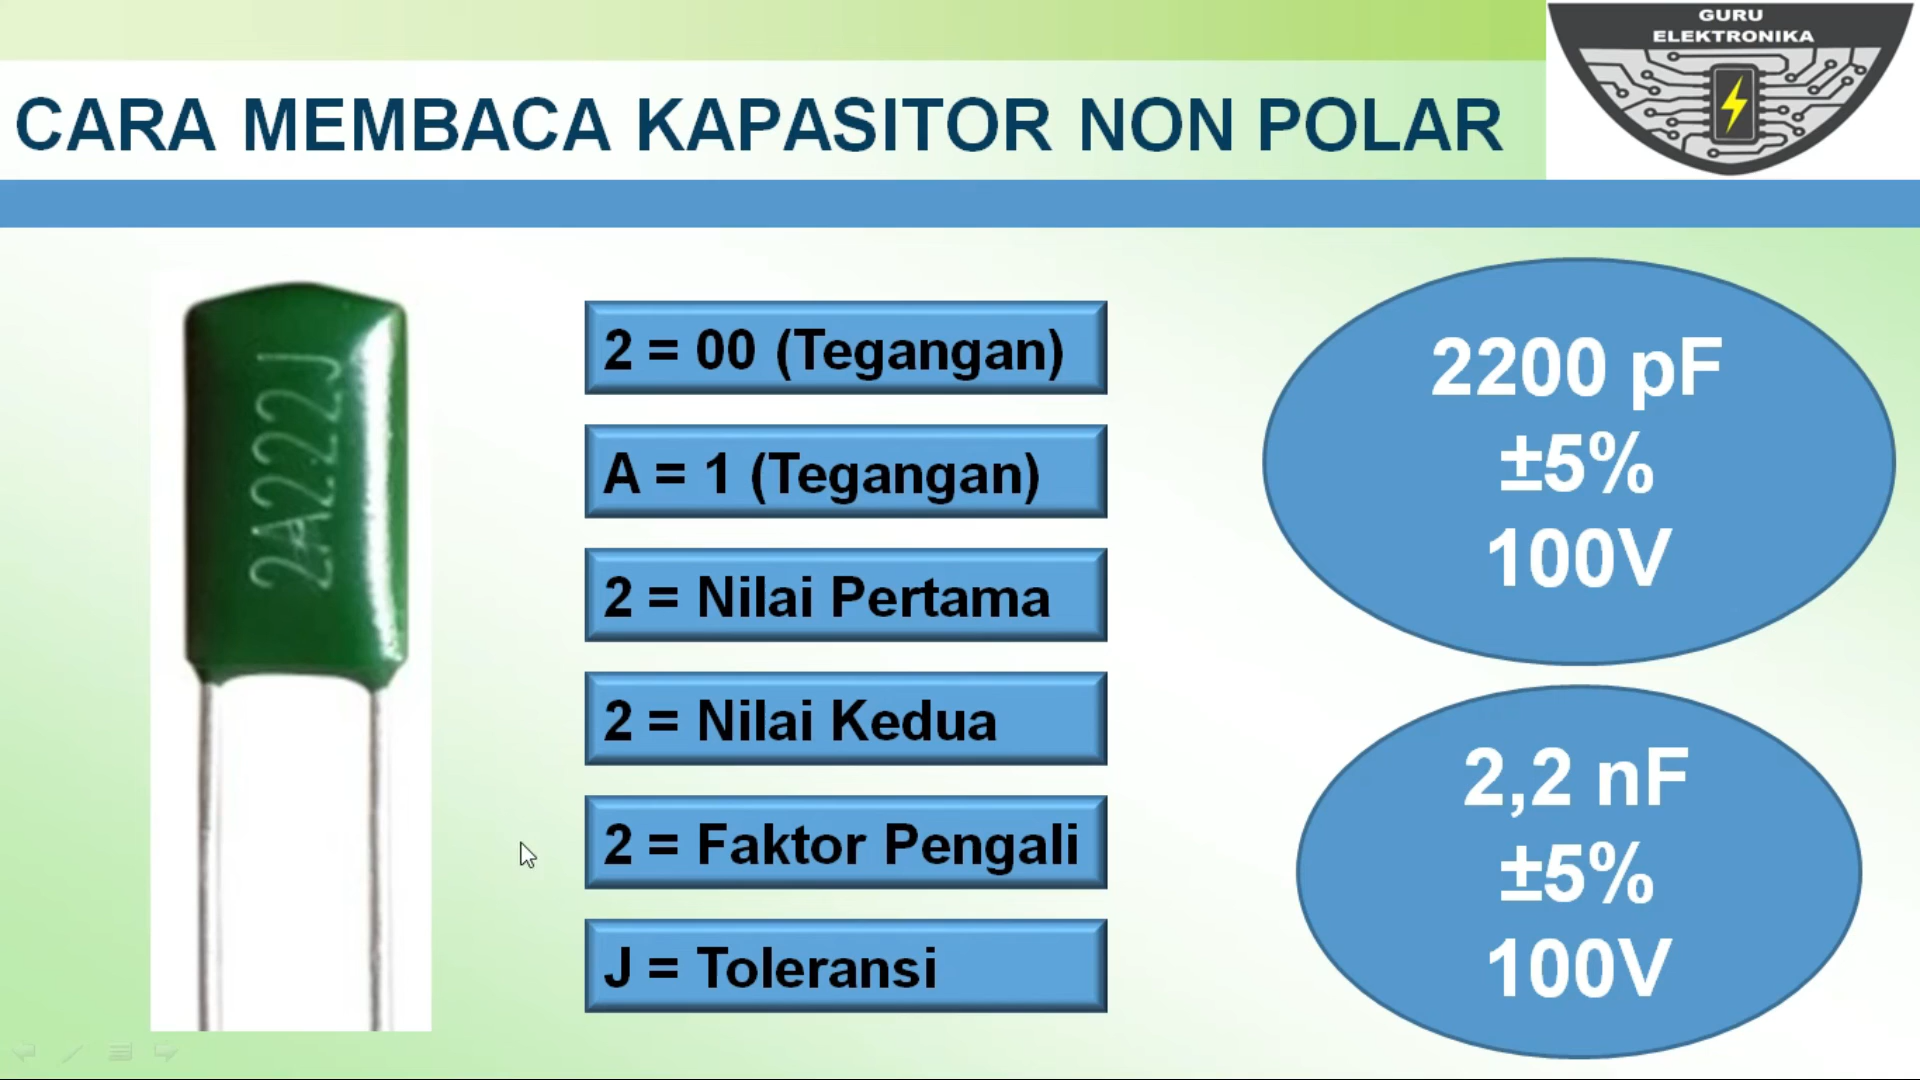 GURU
ELEKTRONIKA
CARA MEMBACA KAPASITOR NON POLAR
2A222J
2 = 00 (Tegangan)
A = 1 (Tegangan)
2 = Nilai Pertama
2 = Nilai Kedua
2 = Faktor Pengali
J = Toleransi
2200 pF
±5%
100V
2,2 nF
±5%
100V